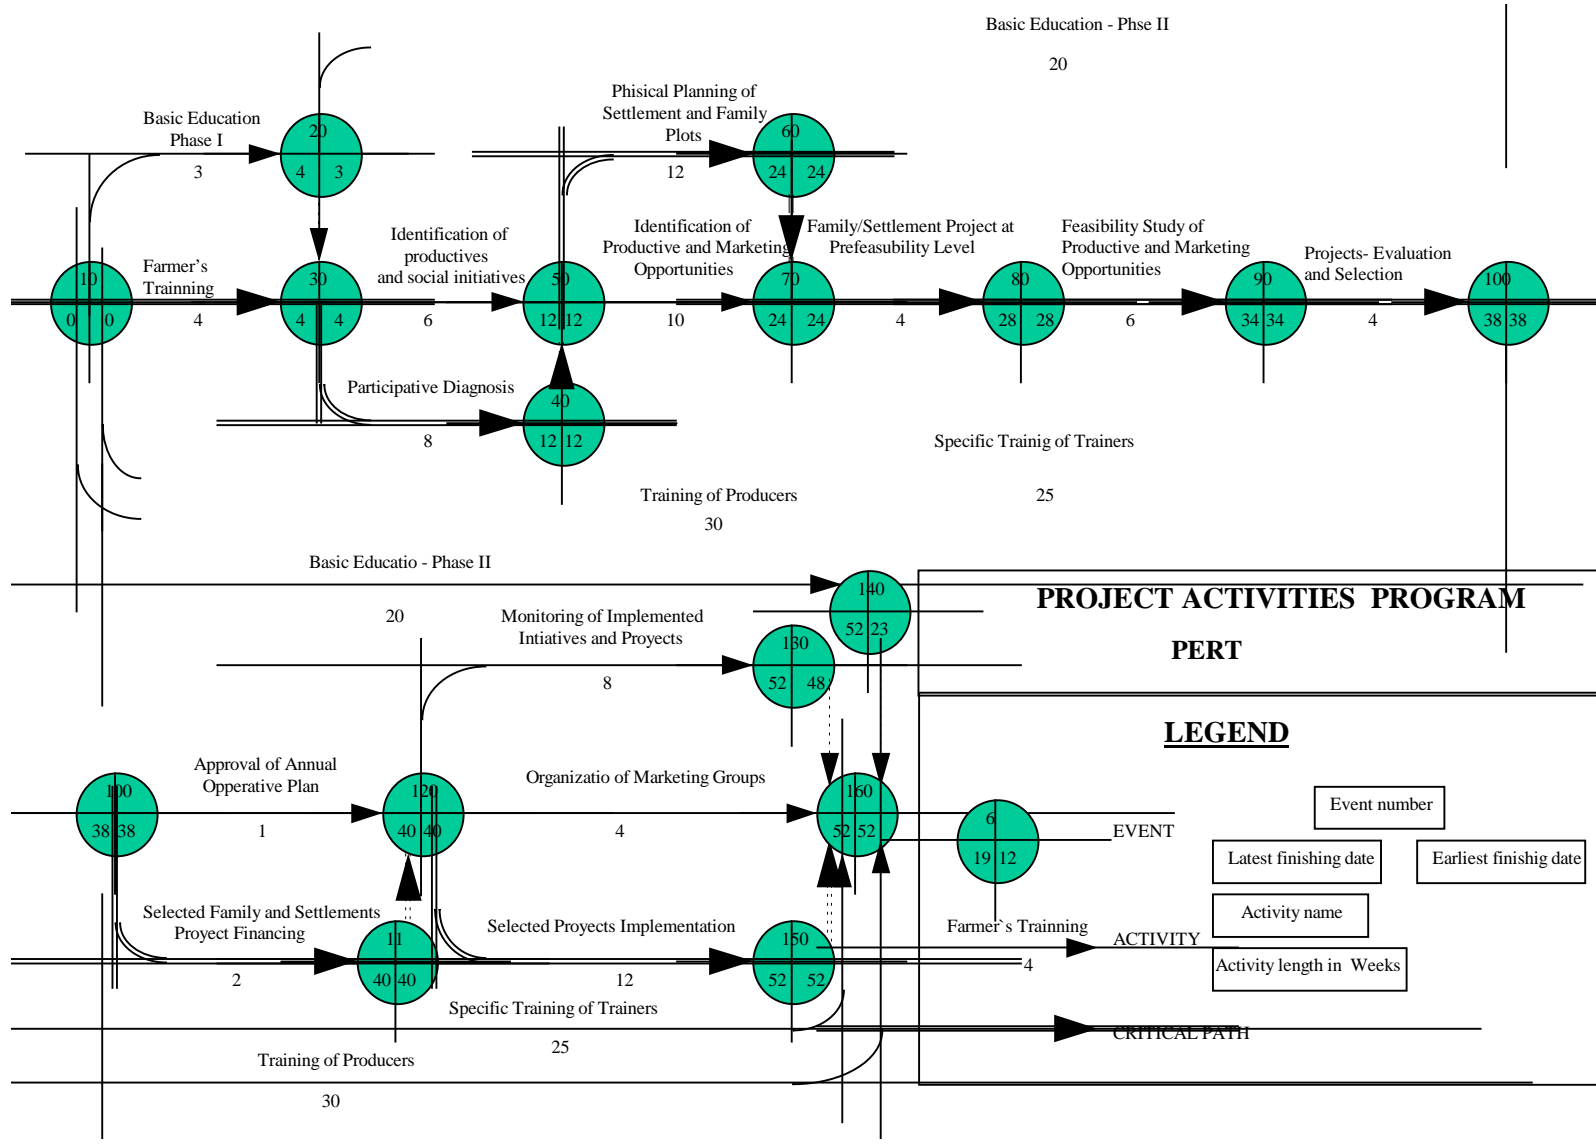 Basic Education - Phse II
20
Phisical Planning of
Settlement and Family
Plots
12
Basic Education
Phase I
3
20
4 3
60
24 24
10
0 0
Farmer's
Trainning
4
30
4 4
Identification of
productives
and social initiatives
6
50
12 12
Identification of
Productive and Marketing
Opportunities
10
70
24 24
Family/Settlement Project at
Prefeasubility Level
4
80
28 28
Feasibility Study of
Productive and Marketing
Opportunities
6
90
34 34
Projects- Evaluation
and Selection
4
100
38 38
Participative Diagnosis
8
40
12 12
Specific Trainig of Trainers
25
Training of Producers
30
Basic Educatio - Phase II
20
140
52 23
Monitoring of Implemented
Intiatives and Proyects
8
130
52 48
100
38 38
Approval of Annual
Opperative Plan
1
120
40 40
Organizatio of Marketing Groups
4
160
52 52
Selected Family and Settlements
Proyect Financing
2
11
40 40
Selected Proyects Implementation
12
150
52 52
Specific Training of Trainers
25
Training of Producers
30
PROJECT ACTIVITIES PROGRAM
PERT
LEGEND
6
19 12
EVENT
Event number
Latest finishing date
Earliest finishig date
Farmer`s Trainning
4
ACTIVITY
Activity name
Activity length in Weeks
CRITICAL PATH